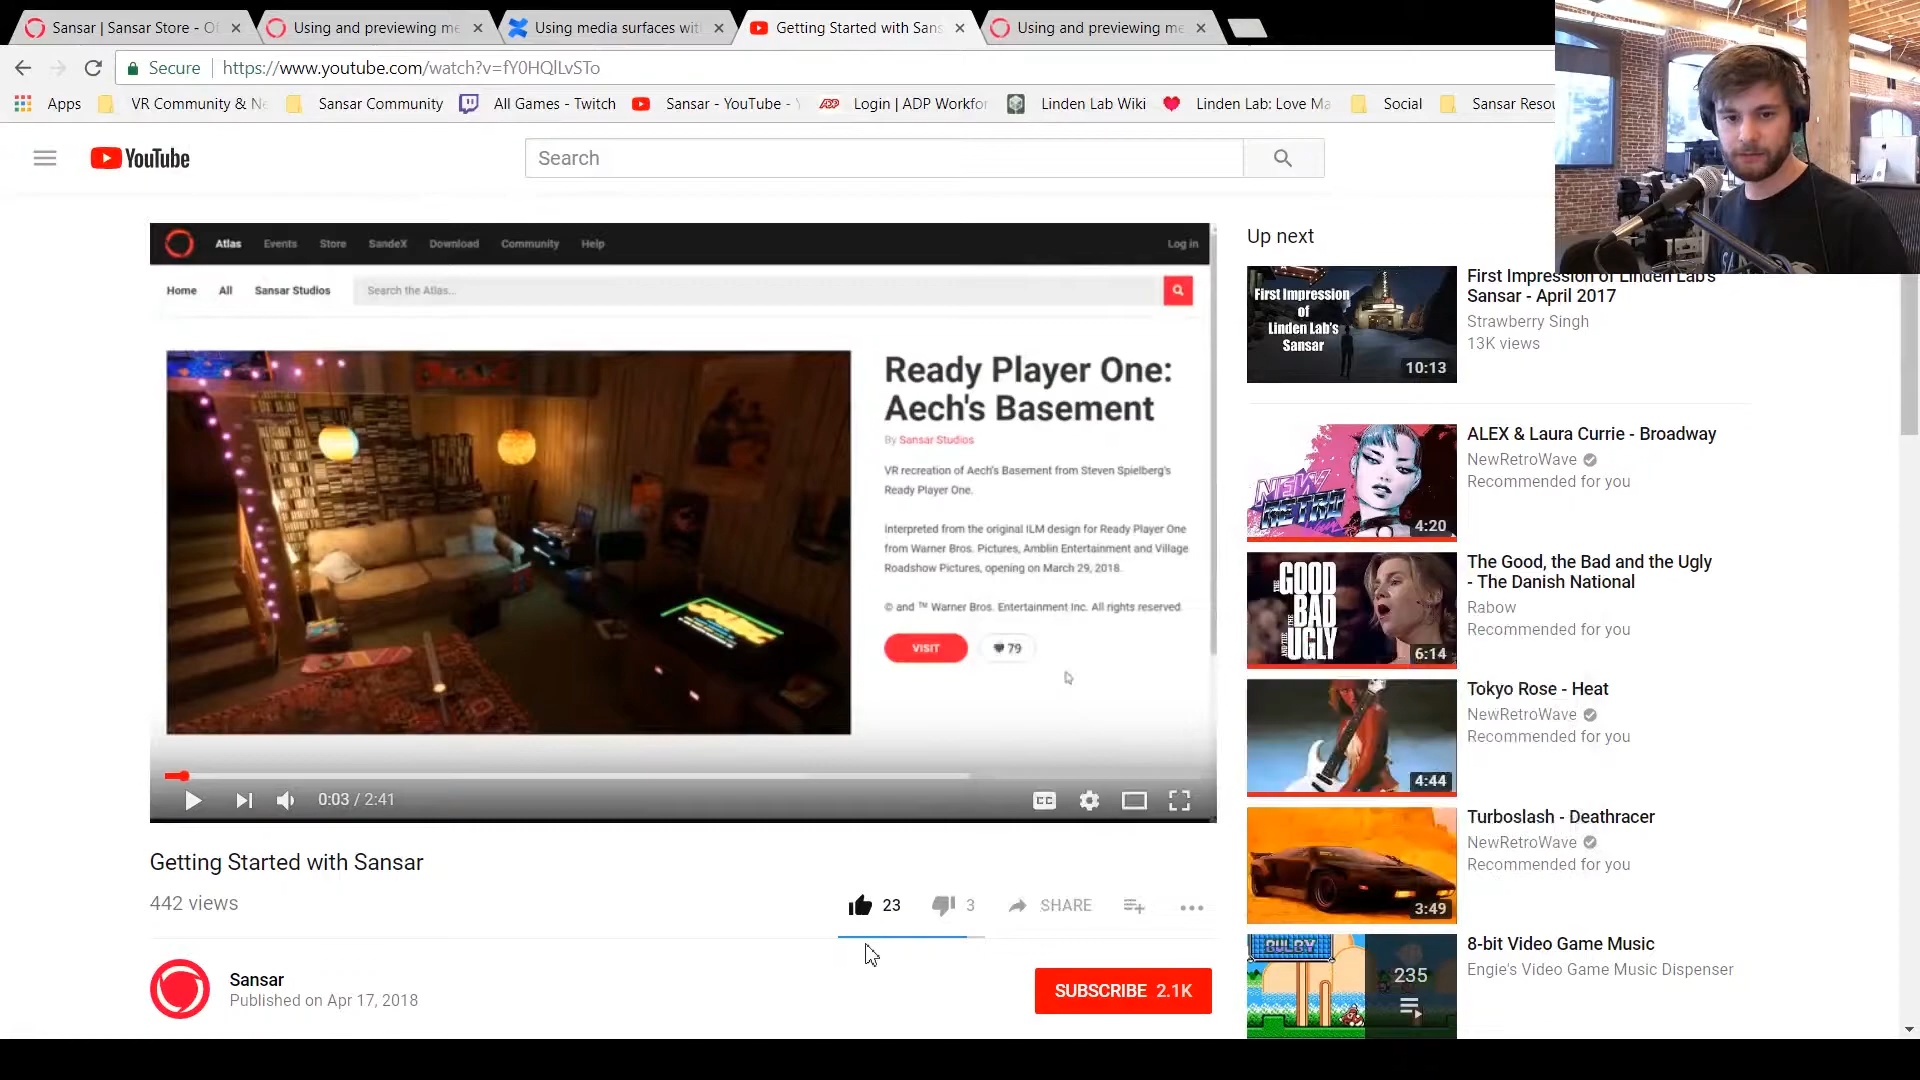 Sansar | Sansar Store - Of
Using and previewing me
Using media surfaces wit
Getting Started with Sans
Using and previewing me
Secure
https://www.youtube.com/watch?v=fY0HQlLvSTo
Apps
VR Community & Ne
Sansar Community
All Games - Twitch
Sansar - YouTube - Y
ADP
Login | ADP Workfor
Linden Lab Wiki
Linden Lab: Love Ma
Social
Sansar Resou
YouTube
Search
Atlas Events Store SandeX Download Community Help Log in
Home All Sansar Studios Search the Atlas...
Ready Player One:
Aech's Basement
By Sansar Studios
VR recreation of Aech's Basement from Steven Spielberg's
Ready Player One.
Interpreted from the original ILM design for Ready Player One
from Warner Bros. Pictures, Amblin Entertainment and Village
Roadshow Pictures, opening on March 29, 2018.
© and ™ Warner Bros. Entertainment Inc. All rights reserved.
VISIT 79
0:03 / 2:41
CC
Getting Started with Sansar
442 views
23 3 SHARE
Sansar
Published on Apr 17, 2018
SUBSCRIBE 2.1K
Up next
First Impression
of
Linden Lab's
Sansar
10:13
First Impression of Linden Lab's
Sansar - April 2017
Strawberry Singh
13K views
NEW
RETRO
4:20
ALEX & Laura Currie - Broadway
NewRetroWave
Recommended for you
THE
GOOD
THE
BAD
AND THE
UGLY
6:14
The Good, the Bad and the Ugly
- The Danish National
Rabow
Recommended for you
4:44
Tokyo Rose - Heat
NewRetroWave
Recommended for you
3:49
Turboslash - Deathracer
NewRetroWave
Recommended for you
235
8-bit Video Game Music
Engie's Video Game Music Dispenser